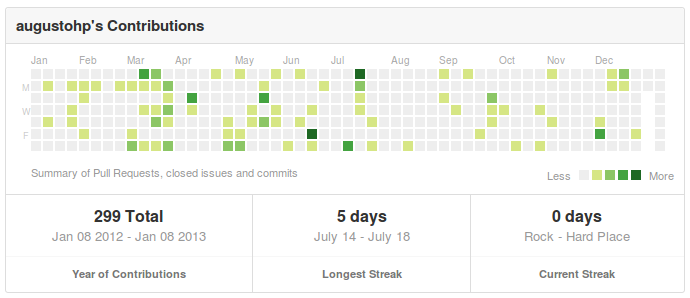 augustohp's Contributions
Jan Feb Mar Apr May Jun Jul Aug Sep Oct Nov Dec
M
W
F
Summary of Pull Requests, closed issues and commits
Less More
299 Total 5 days 0 days
Jan 08 2012 - Jan 08 2013 July 14 - July 18 Rock - Hard Place
Year of Contributions Longest Streak Current Streak